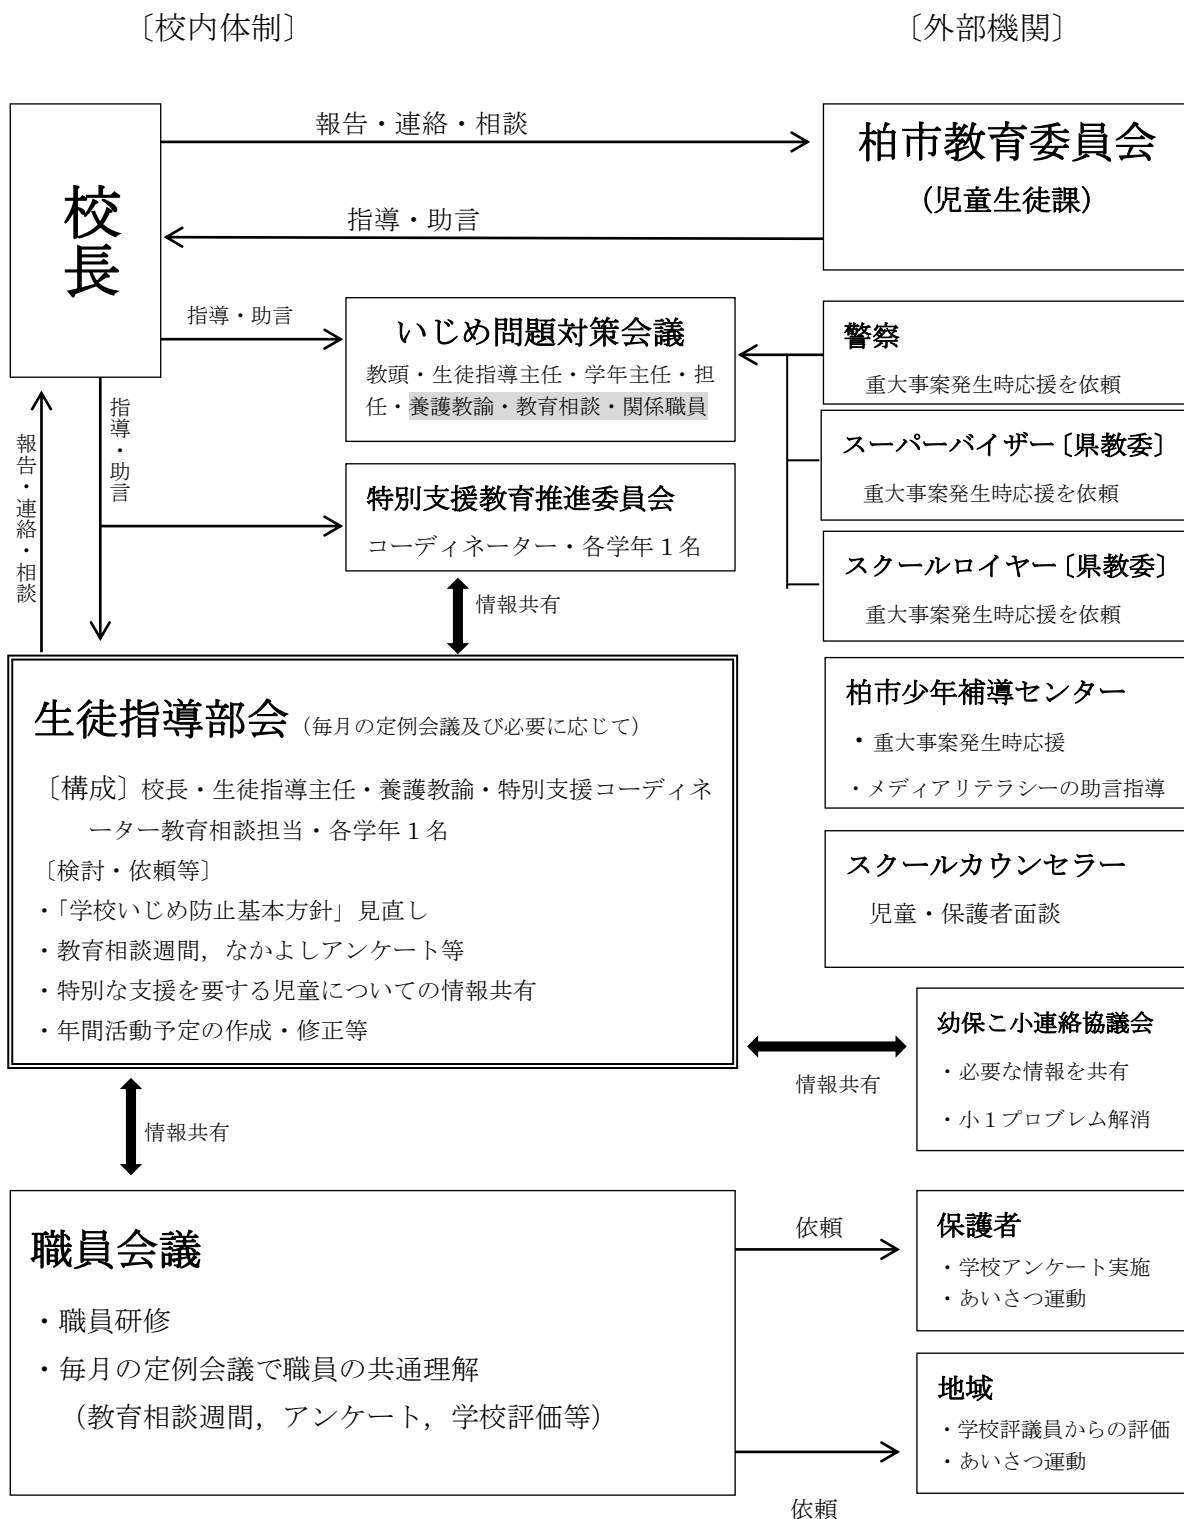 〔校内体制〕
〔外部機関〕
校長
報告・連絡・相談
柏市教育委員会
(児童生徒課)
指導・助言
指導・助言
いじめ問題対策会議
教頭・生徒指導主任・学年主任・担
任・養護教諭・教育相談・関係職員
警察
重大事案発生時応援を依頼
スーパーバイザー〔県教委〕
重大事案発生時応援を依頼
スクールロイヤー〔県教委〕
重大事案発生時応援を依頼
報告・連絡・相談
指導・助言
特別支援教育推進委員会
コーディネーター・各学年1名
情報共有
生徒指導部会（毎月の定例会議及び必要に応じて）
〔構成〕校長・生徒指導主任・養護教諭・特別支援コーディネ
ーター教育相談担当・各学年1名
〔検討・依頼等〕
・「学校いじめ防止基本方針」見直し
・教育相談週間，なかよしアンケート等
・特別な支援を要する児童についての情報共有
・年間活動予定の作成・修正等
柏市少年補導センター
・重大事案発生時応援
・メディアリテラシーの助言指導
スクールカウンセラー
児童・保護者面談
幼保こ小連絡協議会
・必要な情報を共有
・小1プロブレム解消
情報共有
情報共有
職員会議
・職員研修
・毎月の定例会議で職員の共通理解
（教育相談週間，アンケート，学校評価等）
依頼
保護者
・学校アンケート実施
・あいさつ運動
地域
・学校評議員からの評価
・あいさつ運動
依頼